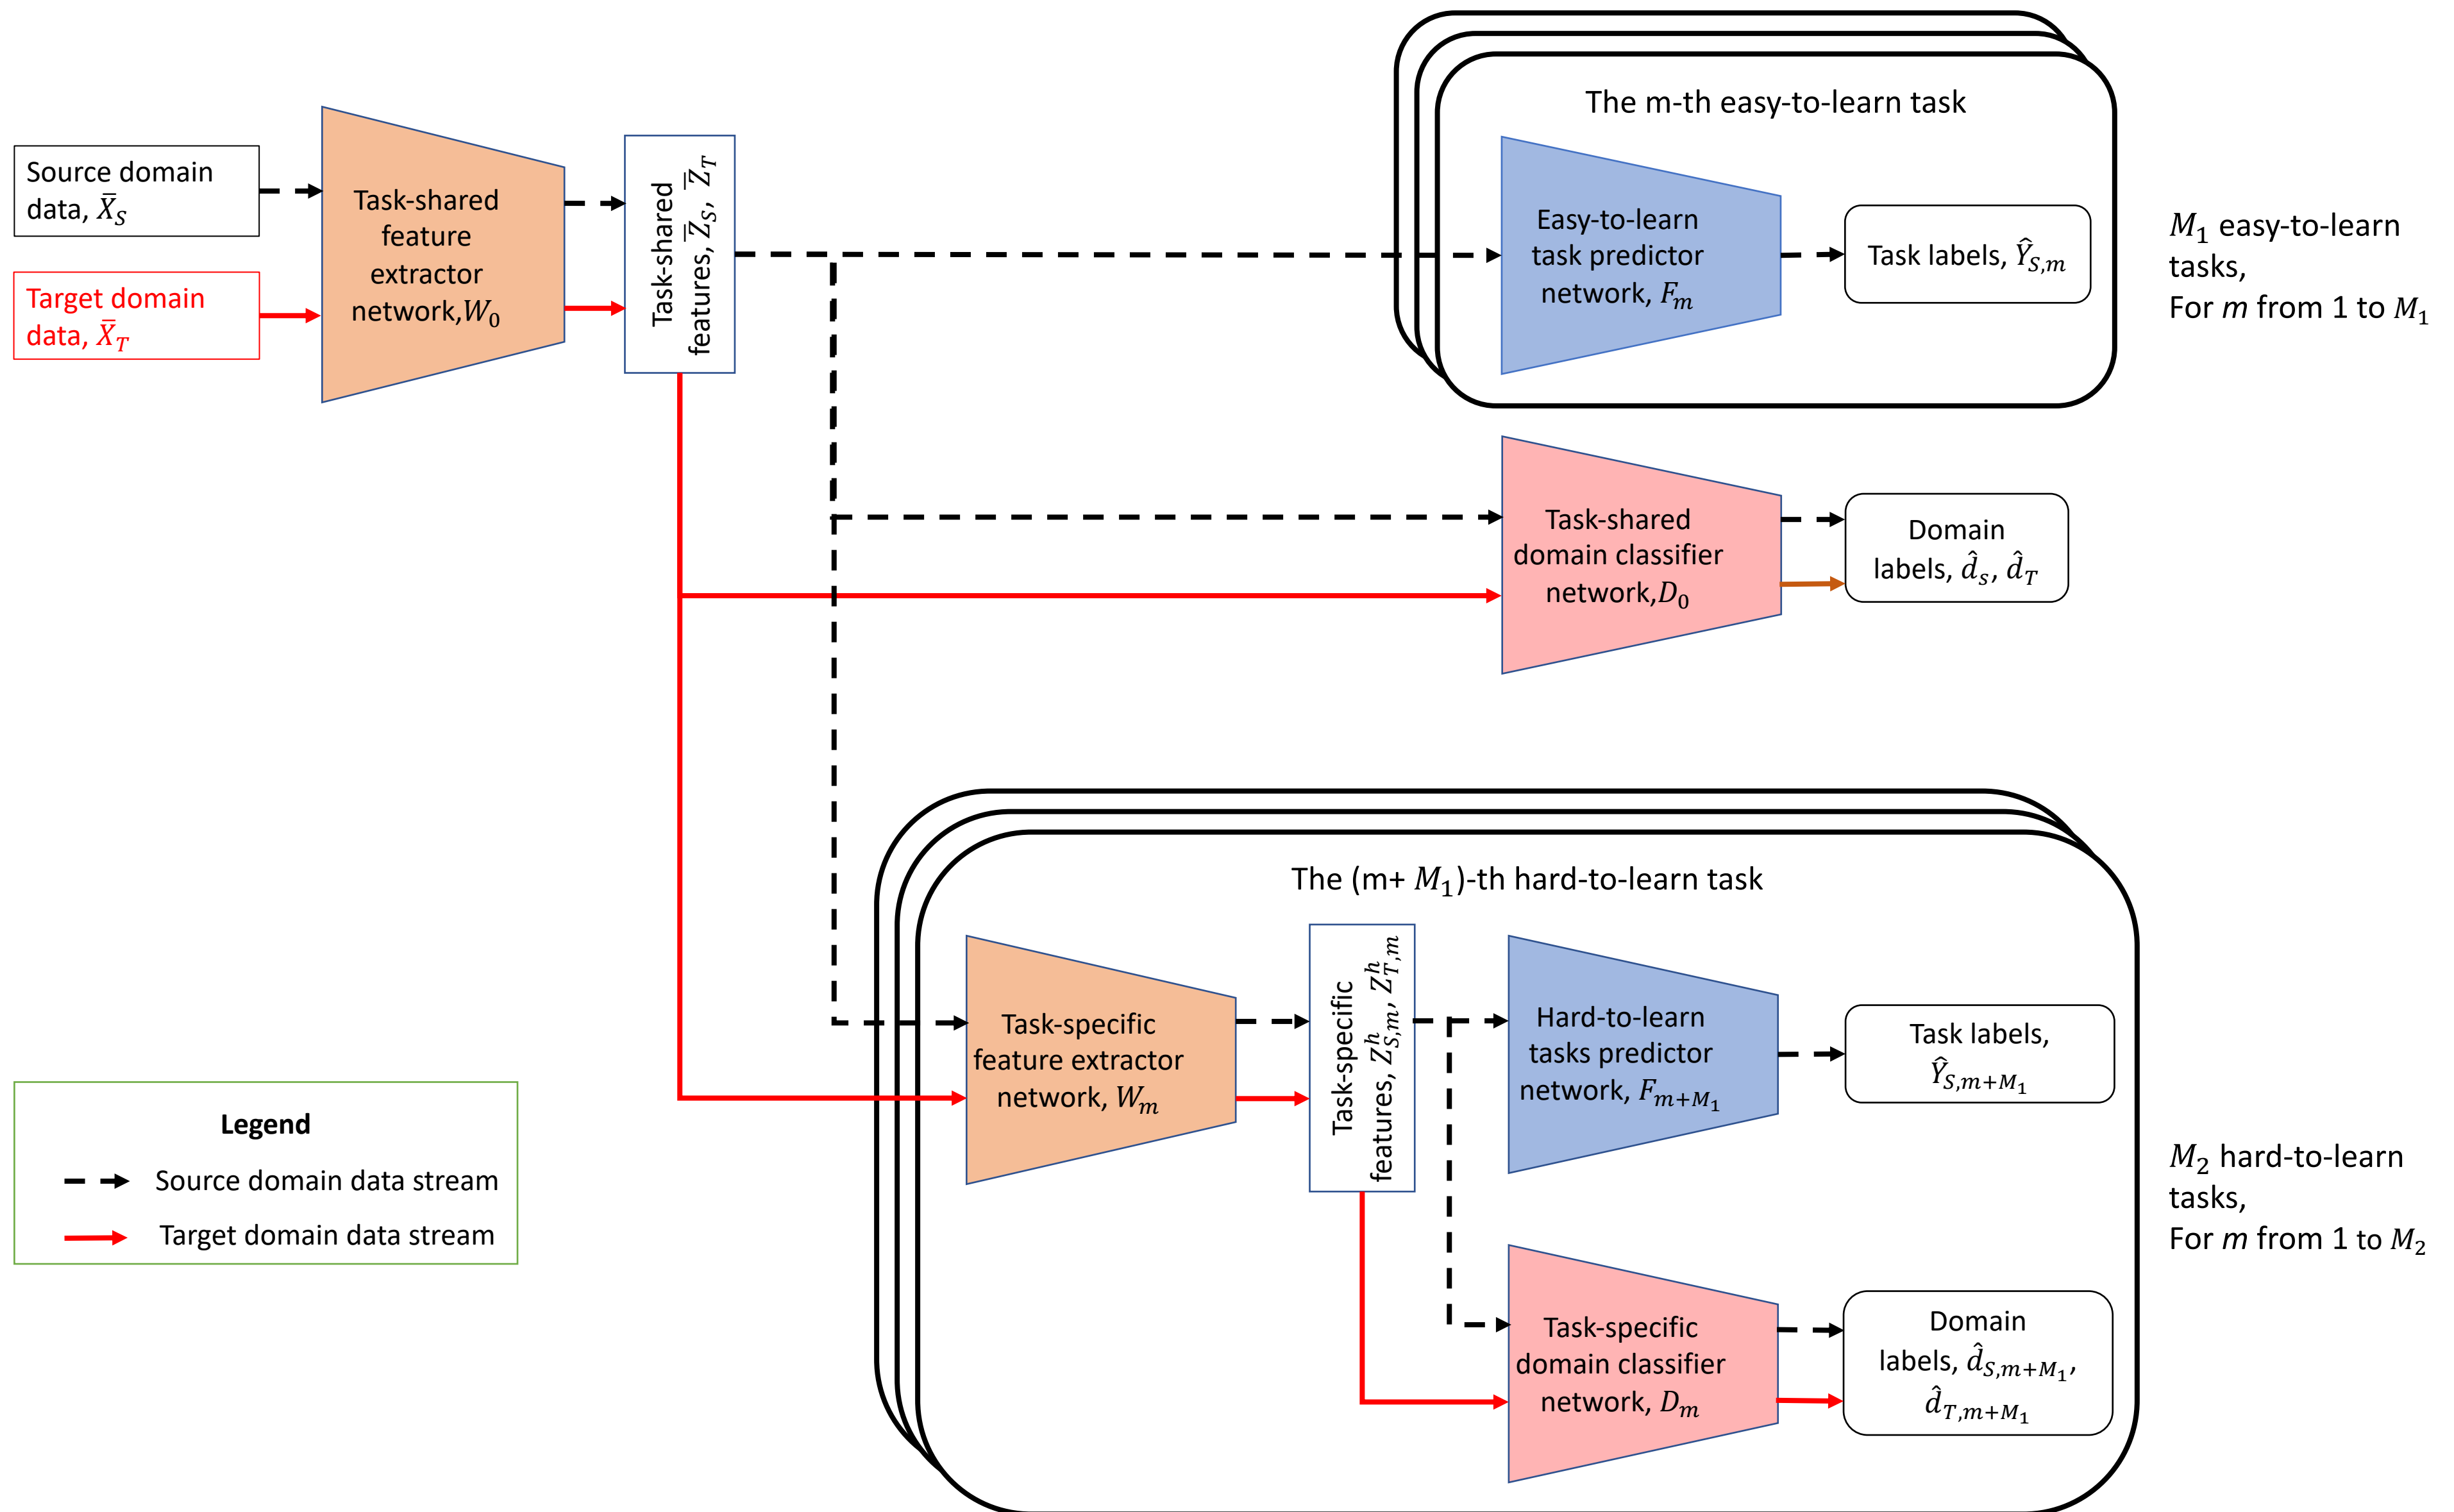 Source domain
data, X̄_S
Target domain
data, X̄_T
Task-shared
feature
extractor
network,W_0
Task-shared
features, Z̄_S, Z̄_T
The m-th easy-to-learn task
Easy-to-learn
task predictor
network, F_m
Task labels, Ŷ_{S,m}
M_1 easy-to-learn
tasks,
For m from 1 to M_1
Task-shared
domain classifier
network,D_0
Domain
labels, d̂_s, d̂_T
The (m+ M_1)-th hard-to-learn task
Task-specific
feature extractor
network, W_m
Task-specific
features, Z^h_{S,m}, Z^h_{T,m}
Hard-to-learn
tasks predictor
network, F_{m+M_1}
Task labels,
Ŷ_{S,m+M_1}
Task-specific
domain classifier
network, D_m
Domain
labels, d̂_{S,m+M_1},
d̂_{T,m+M_1}
M_2 hard-to-learn
tasks,
For m from 1 to M_2
Legend
Source domain data stream
Target domain data stream